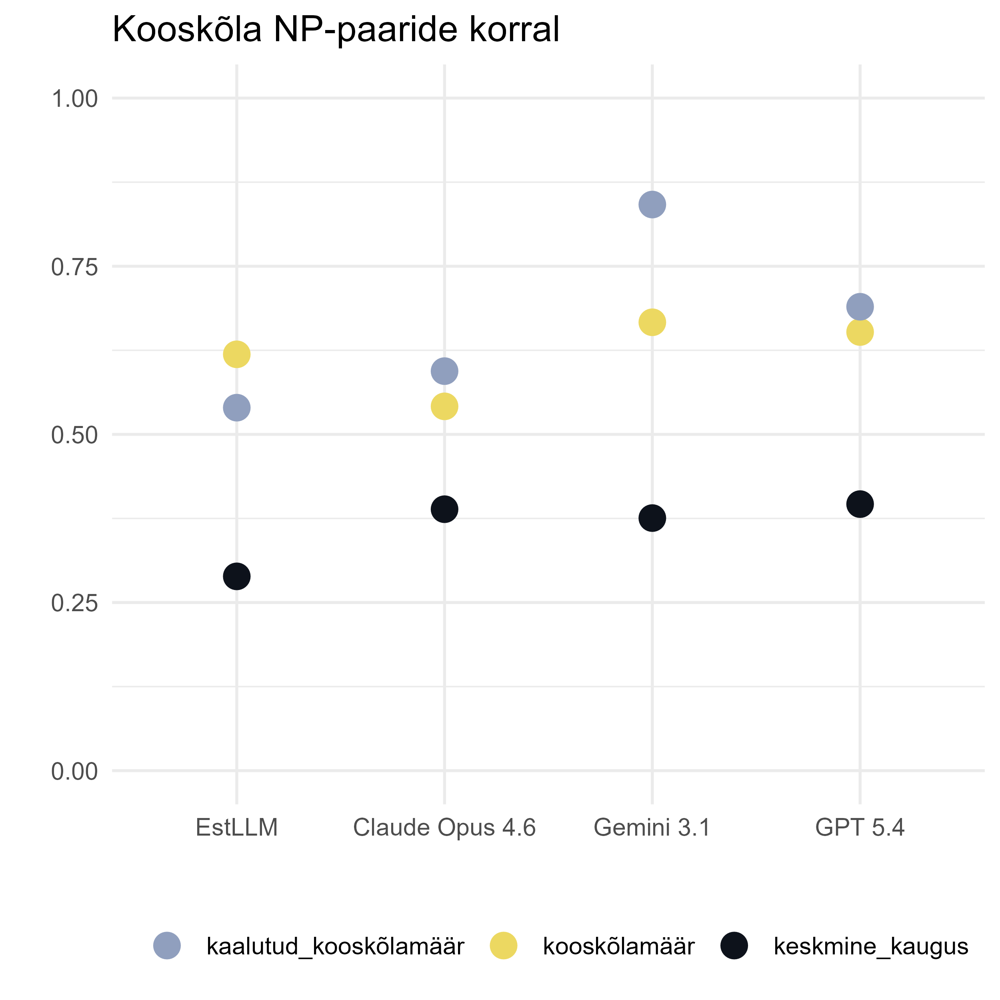 Kooskõla NP-paaride korral
1.00
0.75
0.50
0.25
0.00
EstLLM Claude Opus 4.6 Gemini 3.1 GPT 5.4
kaalutud_kooskõlamäär kooskõlamäär keskmine_kaugus